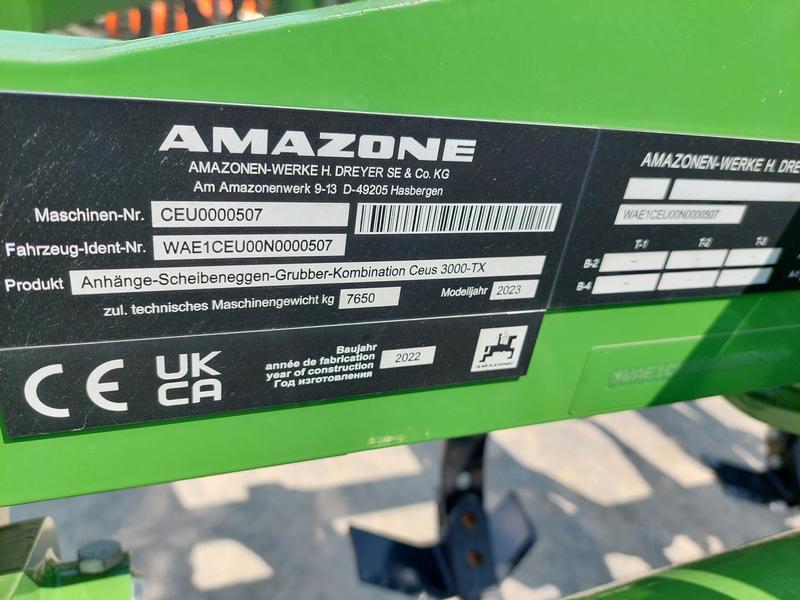 AMAZONE
AMAZONEN-WERKE H. DREYER SE & Co. KG
Am Amazonenwerk 9-13 D-49205 Hasbergen
Maschinen-Nr. CEU0000507
Fahrzeug-Ident-Nr. WAE1CEU00N0000507
Produkt Anhänge-Scheibeneggen-Grubber-Kombination Ceus 3000-TX
zul. technisches Maschinengewicht kg 7650 Modelljahr 2023
CE UK CA
Baujahr
année de fabrication
year of construction
Год изготовления
2022
AMAZONE
AMAZONEN-WERKE H. DRE
WAE1CEU00N0000507
T-1 T-2 T-3
B-2
B-4